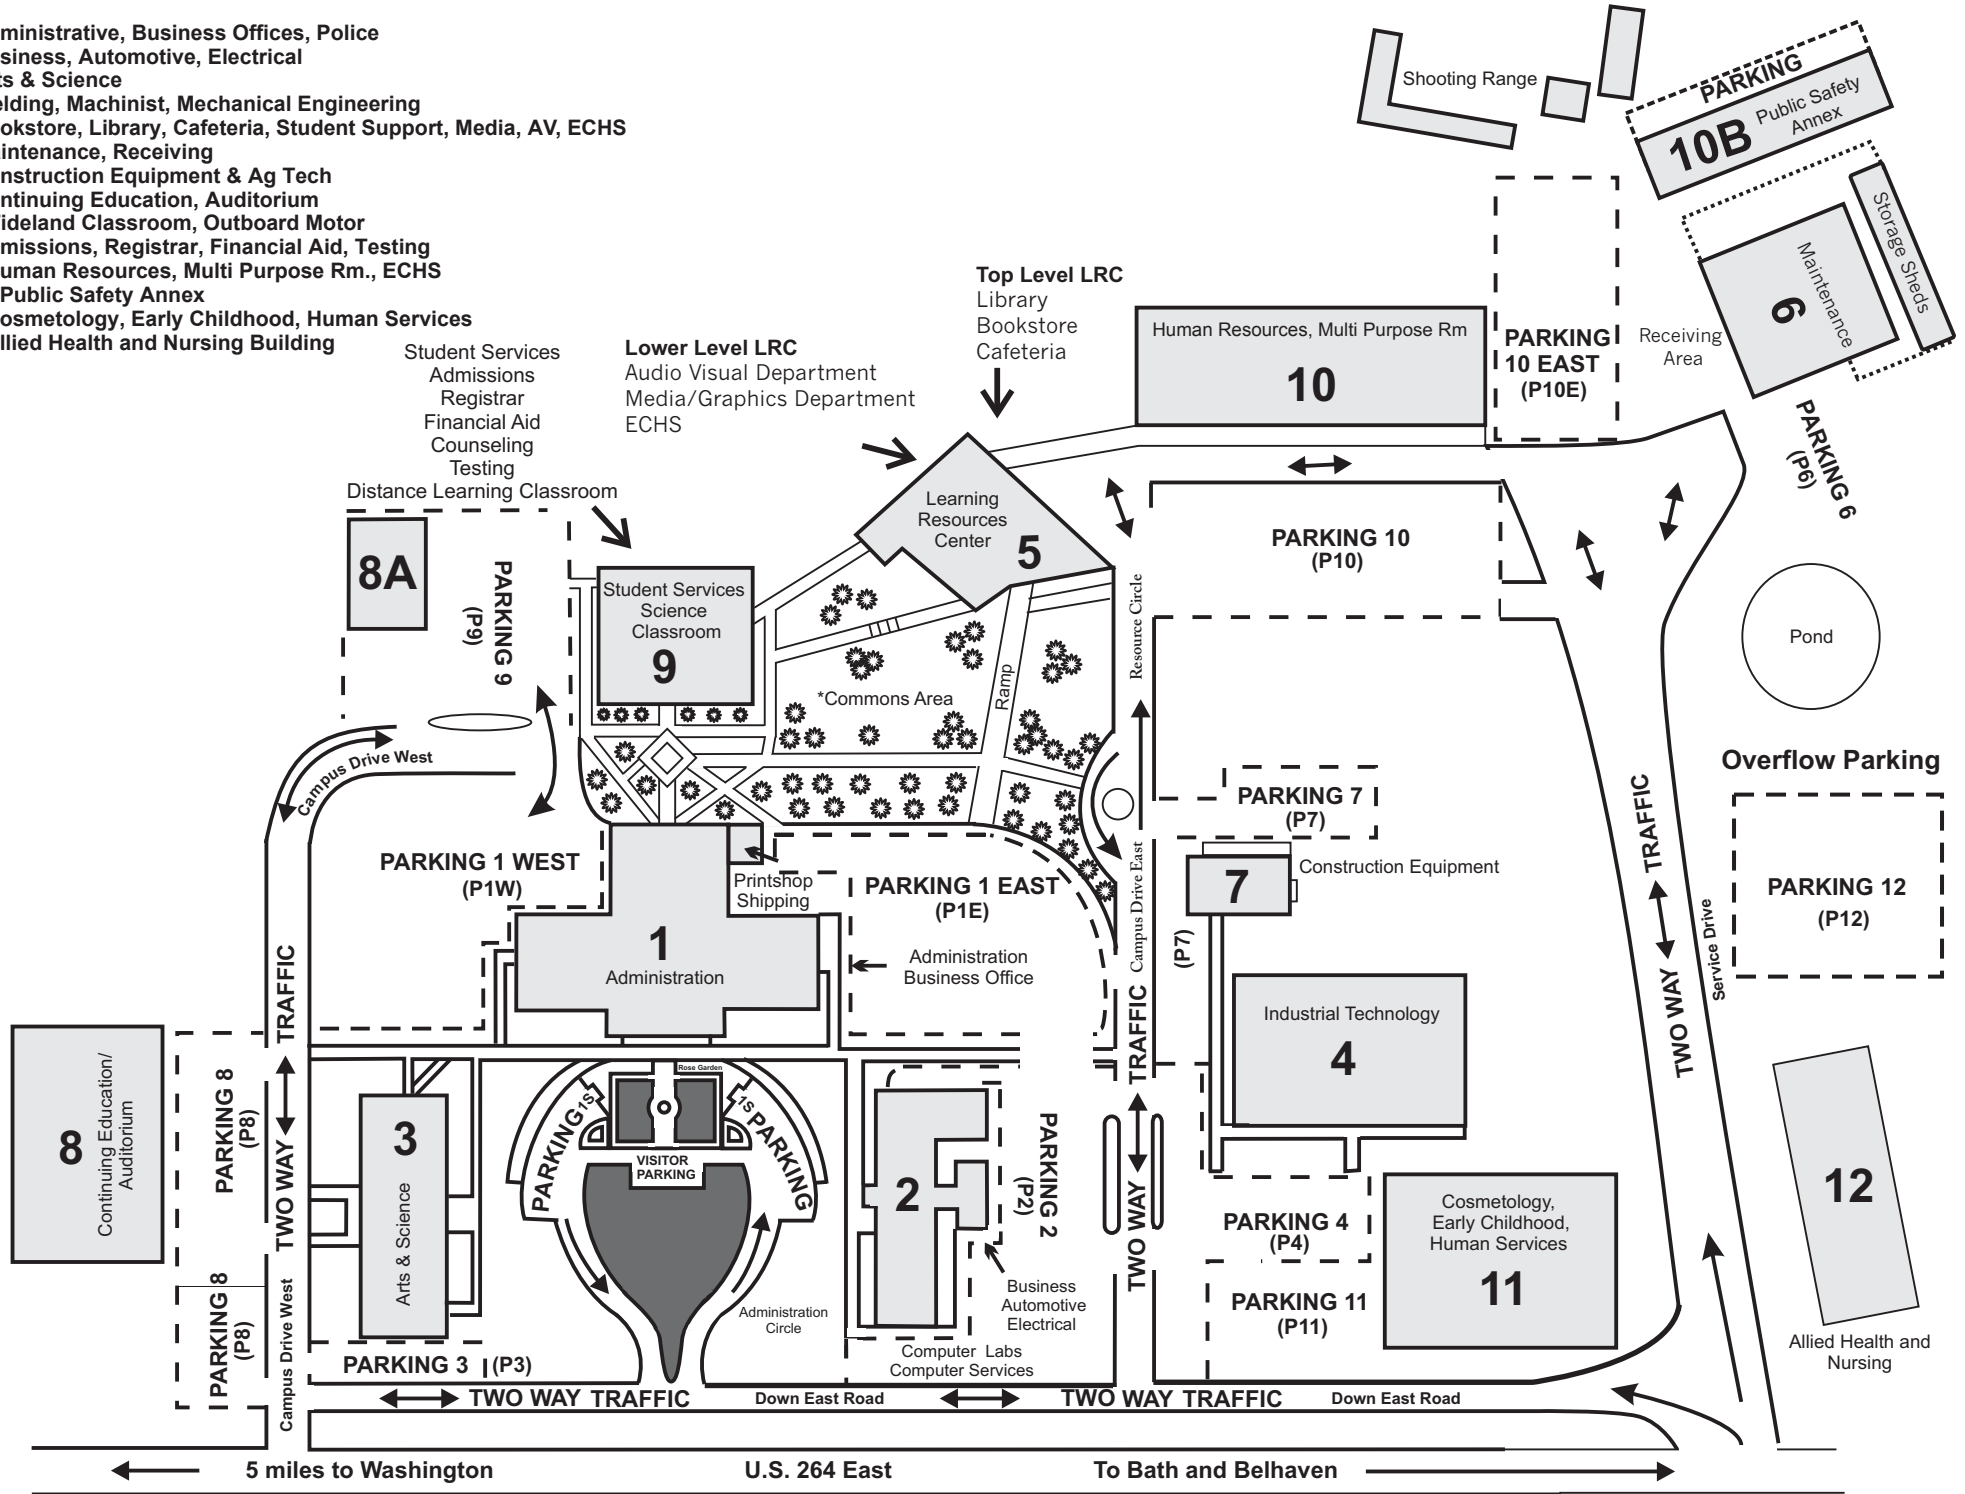 ministrative, Business Offices, Police
siness, Automotive, Electrical
ts & Science
elding, Machinist, Mechanical Engineering
okstore, Library, Cafeteria, Student Support, Media, AV, ECHS
intenance, Receiving
nstruction Equipment & Ag Tech
ntinuing Education, Auditorium
ideland Classroom, Outboard Motor
missions, Registrar, Financial Aid, Testing
uman Resources, Multi Purpose Rm., ECHS
Public Safety Annex
osmetology, Early Childhood, Human Services
llied Health and Nursing Building
Shooting Range
PARKING
10B
Public Safety
Annex
Storage Sheds
Maintenance
6
Receiving
Area
PARKING 6
(P6)
PARKING
10 EAST
(P10E)
Human Resources, Multi Purpose Rm
10
Top Level LRC
Library
Bookstore
Cafeteria
Lower Level LRC
Audio Visual Department
Media/Graphics Department
ECHS
Student Services
Admissions
Registrar
Financial Aid
Counseling
Testing
Distance Learning Classroom
8A
PARKING 9
(P9)
Student Services
Science
Classroom
9
Learning
Resources
Center
5
PARKING 10
(P10)
Resource Circle
Pond
*Commons Area
Ramp
Campus Drive West
Overflow Parking
PARKING 12
(P12)
PARKING 7
(P7)
7
Construction Equipment
(P7)
Campus Drive East
TRAFFIC
TWO WAY
Service Drive
PARKING 1 WEST
(P1W)
Printshop
Shipping
PARKING 1 EAST
(P1E)
1
Administration
Administration
Business Office
Industrial Technology
4
TRAFFIC
TWO WAY
TRAFFIC
TWO WAY
8
Continuing Education/
Auditorium
PARKING 8
(P8)
PARKING 8
(P8)
Campus Drive West
3
Arts & Science
Rose Garden
PARKING
1S
1S
PARKING
VISITOR
PARKING
Administration
Circle
2
PARKING 2
(P2)
Business
Automotive
Electrical
Computer Labs
Computer Services
PARKING 4
(P4)
PARKING 11
(P11)
Cosmetology,
Early Childhood,
Human Services
11
12
Allied Health and
Nursing
PARKING 3 (P3)
TWO WAY TRAFFIC
Down East Road
TWO WAY TRAFFIC
Down East Road
5 miles to Washington
U.S. 264 East
To Bath and Belhaven